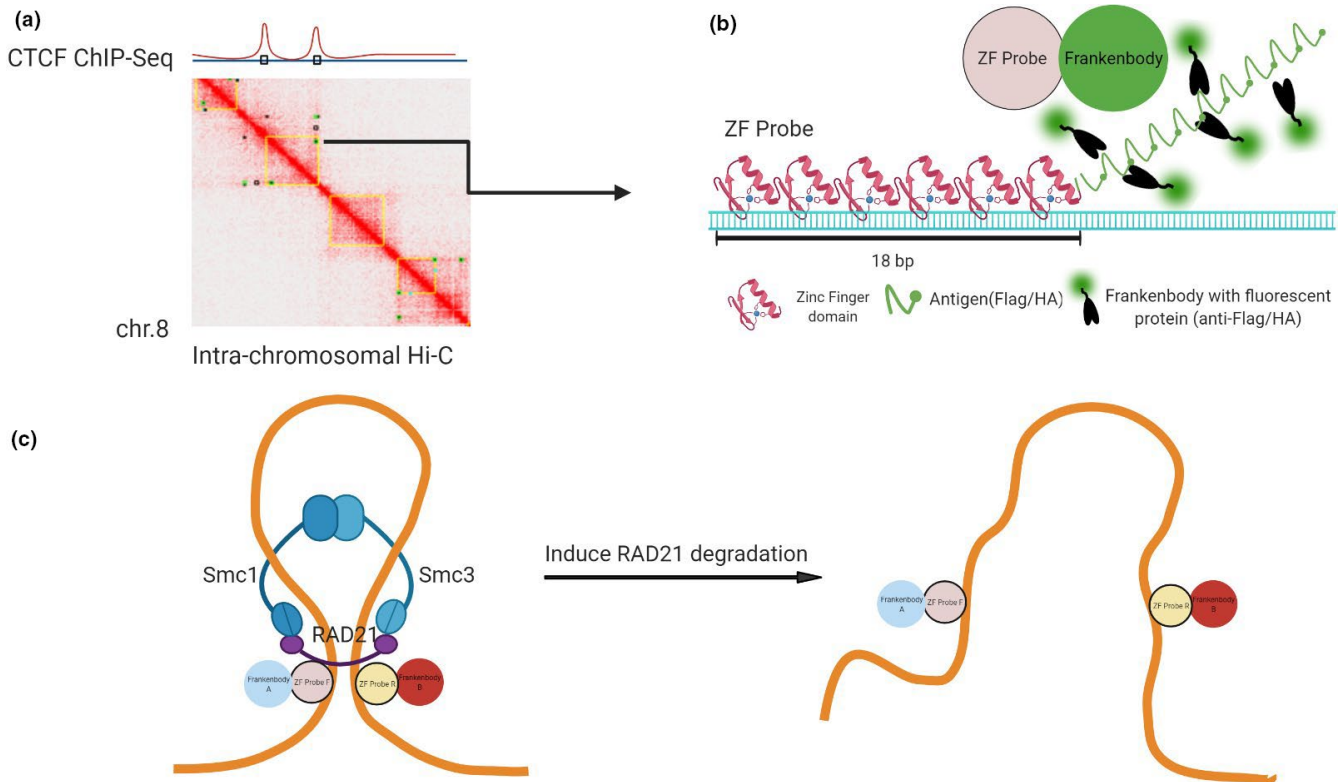 (a)
CTCF ChIP-Seq
chr.8
Intra-chromosomal Hi-C
(b)
ZF Probe
Frankenbody
ZF Probe
18 bp
Zinc Finger
domain
Antigen(Flag/HA)
Frankenbody with fluorescent
protein (anti-Flag/HA)
(c)
Smc1
Smc3
RAD21
Frankenbody
A
ZF Probe F
ZF Probe R
Frankenbody
B
Induce RAD21 degradation
Frankenbody
A
ZF Probe F
ZF Probe R
Frankenbody
B